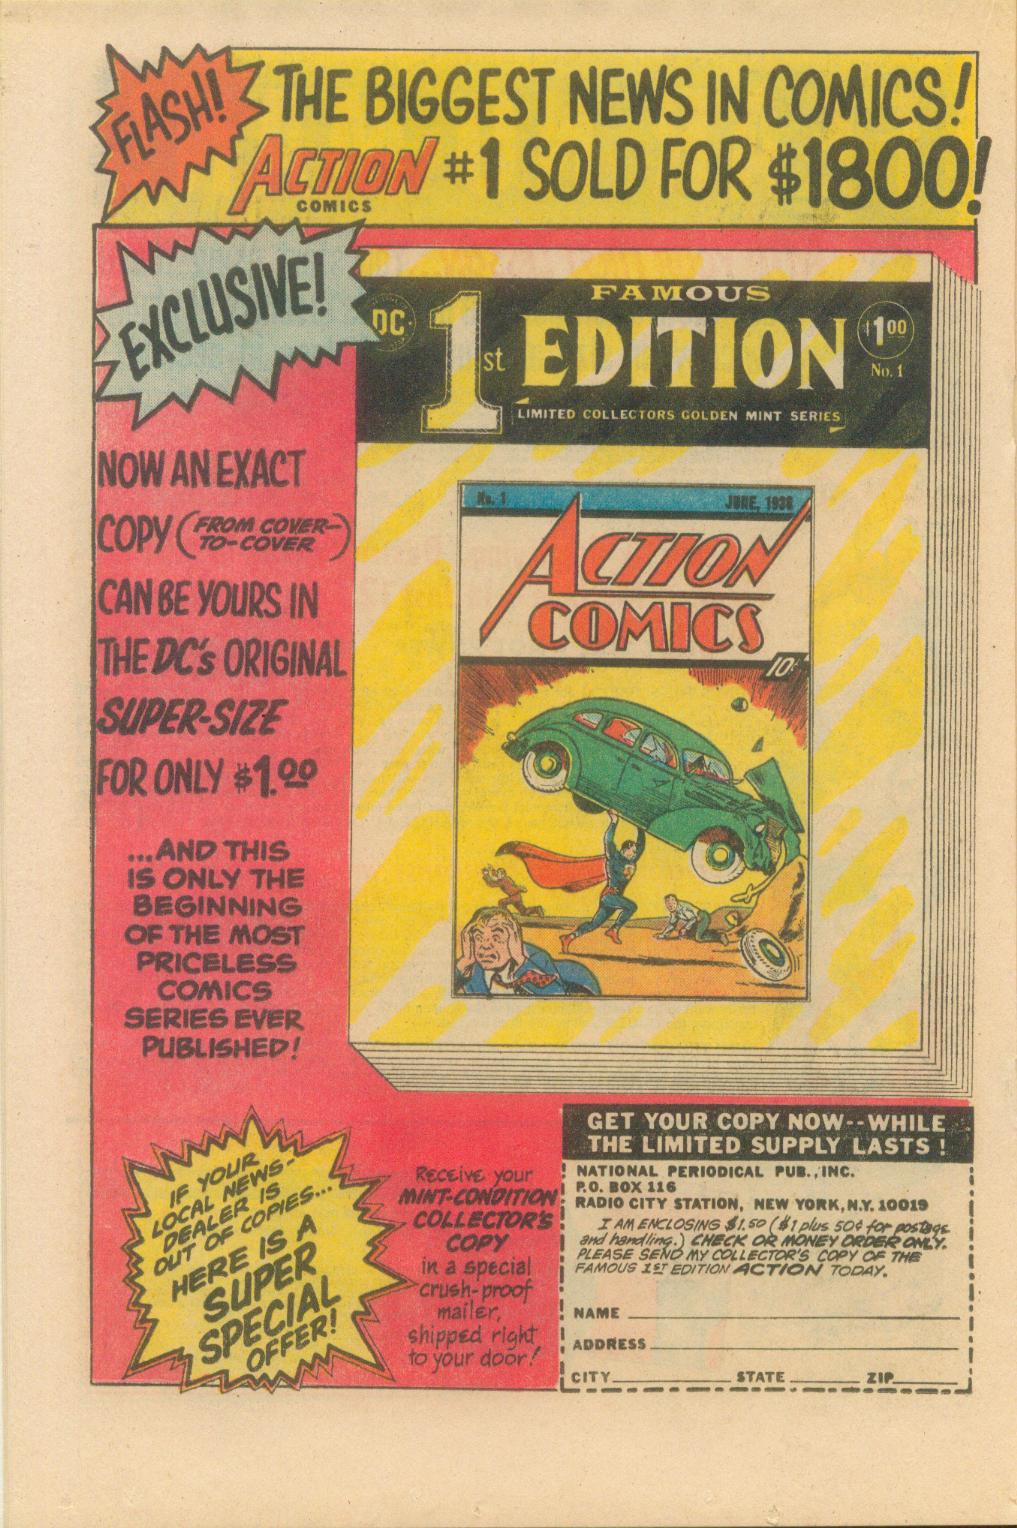 FLASH!
THE BIGGEST NEWS IN COMICS!
ACTION COMICS #1 SOLD FOR $1800!
EXCLUSIVE!
NOW AN EXACT
COPY (FROM COVER-
TO-COVER)
CAN BE YOURS IN
THE DC's ORIGINAL
SUPER-SIZE
FOR ONLY $1.00
...AND THIS
IS ONLY THE
BEGINNING
OF THE MOST
PRICELESS
COMICS
SERIES EVER
PUBLISHED!
DC
1st
FAMOUS
EDITION
LIMITED COLLECTORS GOLDEN MINT SERIES
$1.00
No. 1
No. 1
JUNE, 1938
ACTION
COMICS
10¢
IF YOUR
LOCAL NEWS-
DEALER IS
OUT OF COPIES...
HERE IS A
SUPER
SPECIAL
OFFER!
RECEIVE YOUR
MINT-CONDITION
COLLECTOR'S
COPY
in a special
crush-proof
mailer,
shipped right
to your door!
GET YOUR COPY NOW--WHILE
THE LIMITED SUPPLY LASTS!
NATIONAL PERIODICAL PUB., INC.
P.O. BOX 116
RADIO CITY STATION, NEW YORK, N.Y. 10019
I AM ENCLOSING $1.50 ($1 plus 50¢ for postage
and handling.) CHECK OR MONEY ORDER ONLY.
PLEASE SEND MY COLLECTOR'S COPY OF THE
FAMOUS 1ST EDITION ACTION TODAY.
NAME
ADDRESS
CITY STATE ZIP